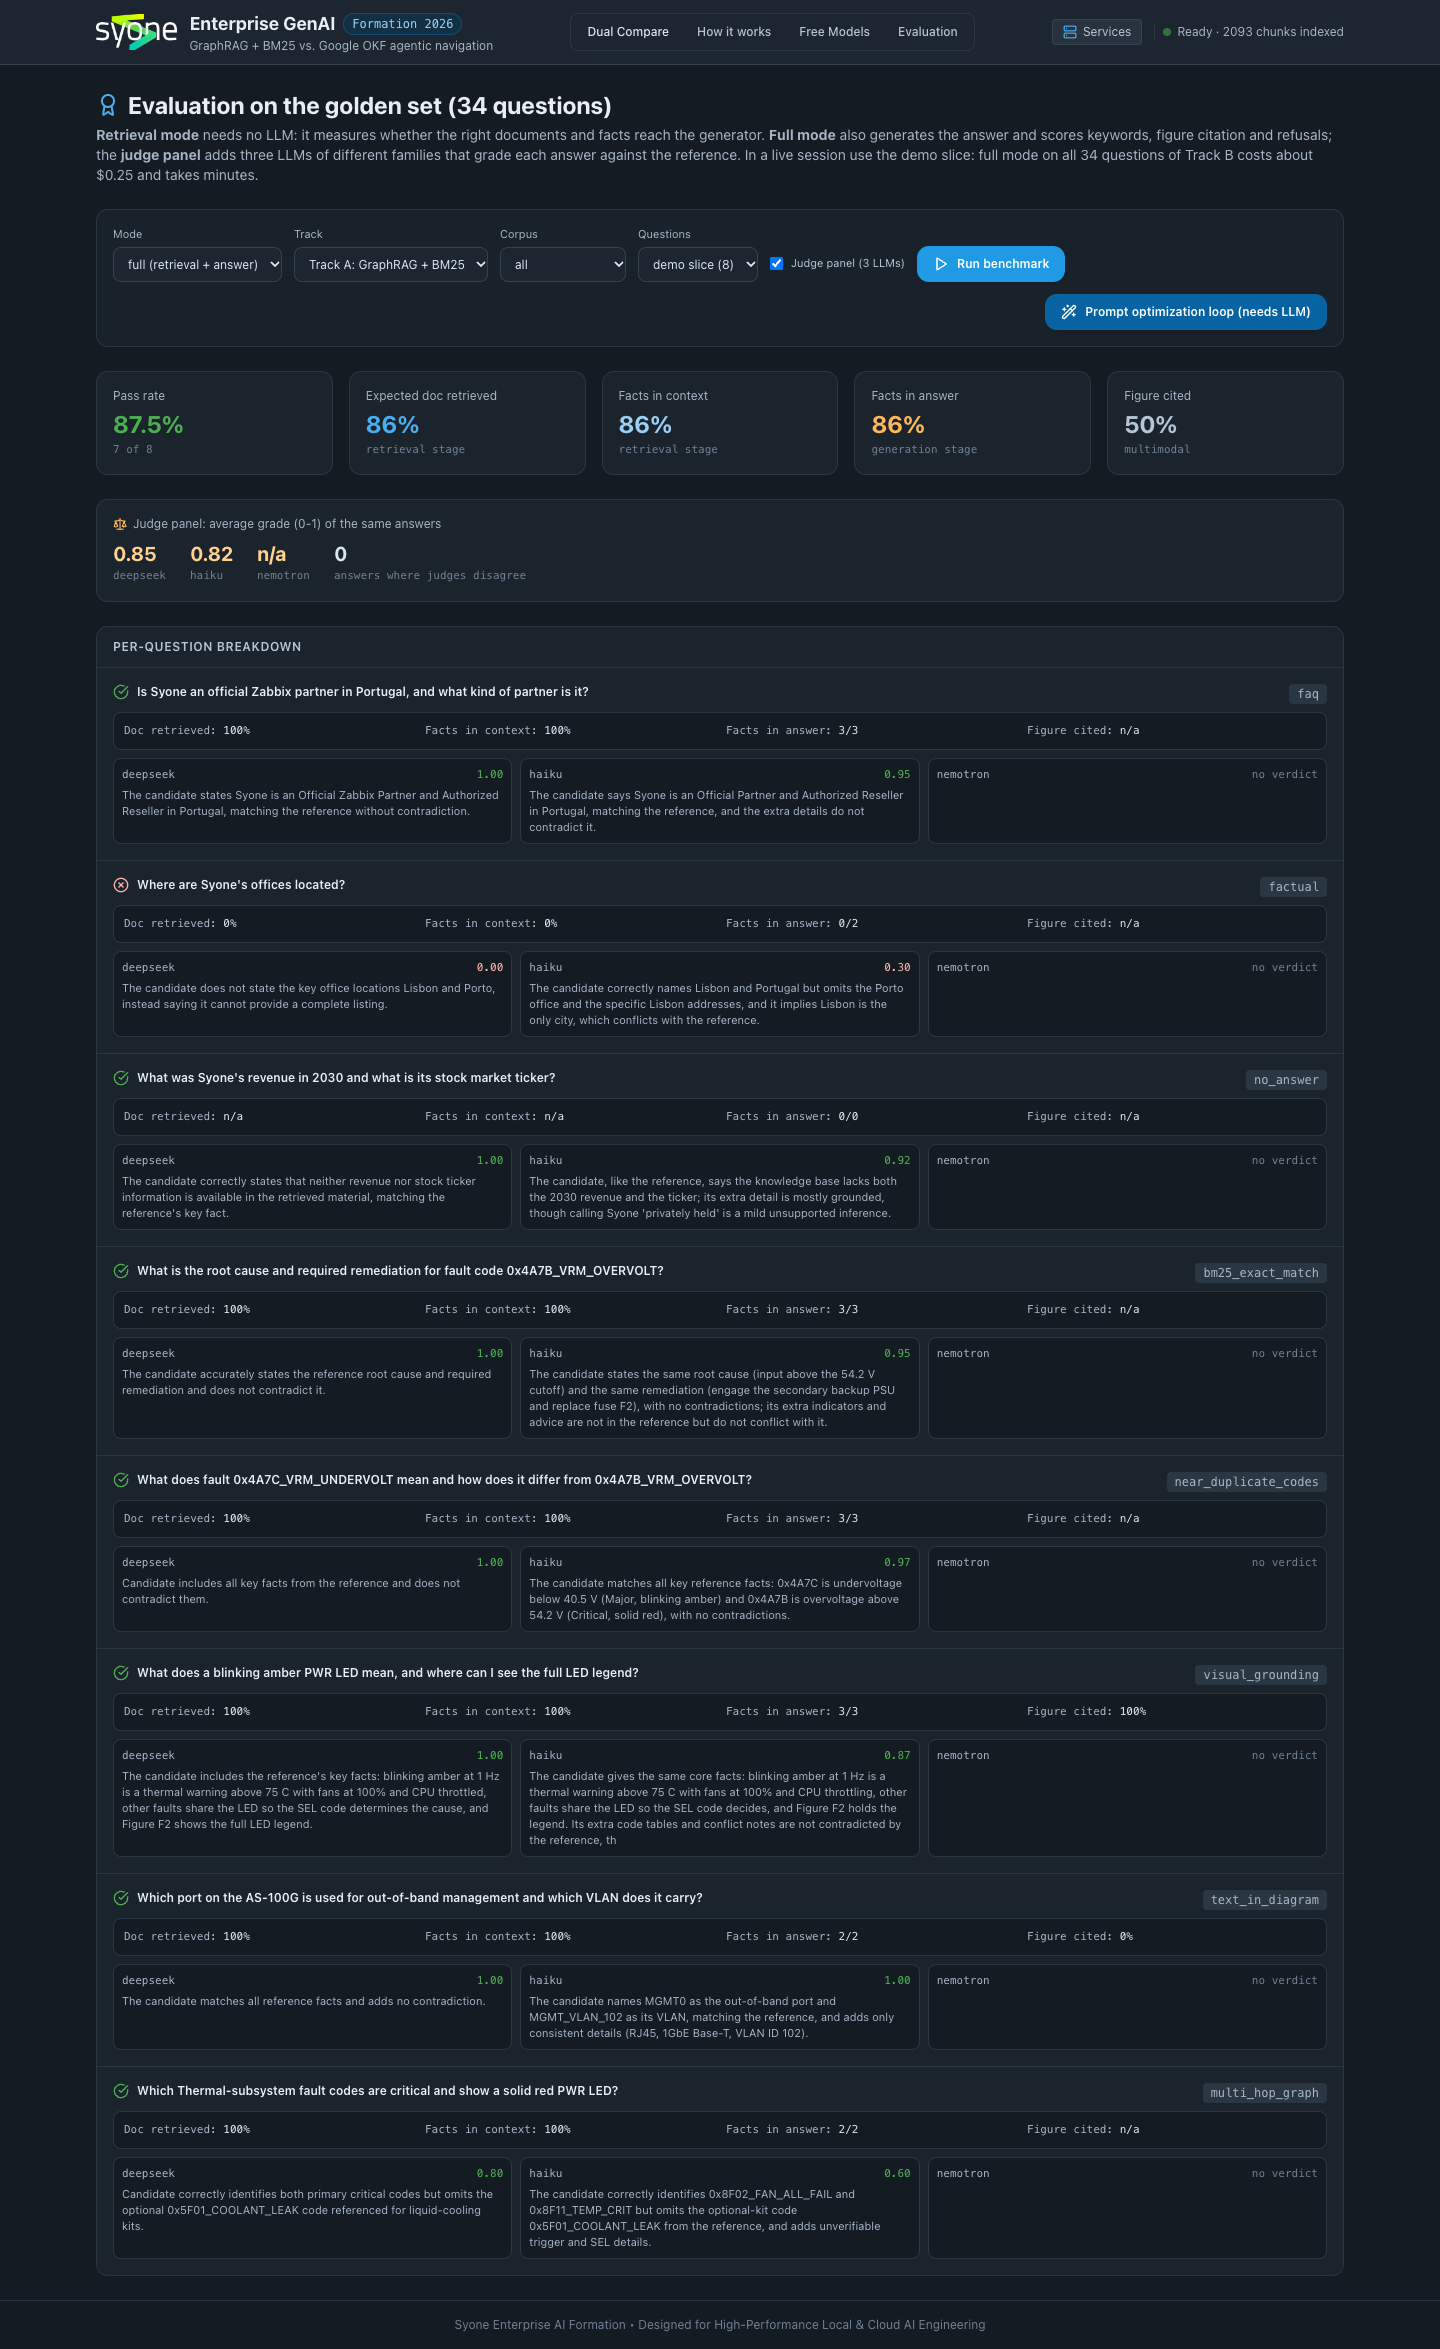 syone
Enterprise GenAI
Formation 2026
GraphRAG + BM25 vs. Google OKF agentic navigation
Dual Compare
How it works
Free Models
Evaluation
Services
Ready · 2093 chunks indexed
Evaluation on the golden set (34 questions)
Retrieval mode needs no LLM: it measures whether the right documents and facts reach the generator. Full mode also generates the answer and scores keywords, figure citation and refusals;
the judge panel adds three LLMs of different families that grade each answer against the reference. In a live session use the demo slice: full mode on all 34 questions of Track B costs about
$0.25 and takes minutes.
Mode
Track
Corpus
Questions
full (retrieval + answer)
Track A: GraphRAG + BM25
all
demo slice (8)
Judge panel (3 LLMs)
Run benchmark
Prompt optimization loop (needs LLM)
Pass rate
87.5%
7 of 8
Expected doc retrieved
86%
retrieval stage
Facts in context
86%
retrieval stage
Facts in answer
86%
generation stage
Figure cited
50%
multimodal
Judge panel: average grade (0-1) of the same answers
0.85
deepseek
0.82
haiku
n/a
nemotron
0
answers where judges disagree
PER-QUESTION BREAKDOWN
Is Syone an official Zabbix partner in Portugal, and what kind of partner is it?
faq
Doc retrieved: 100%
Facts in context: 100%
Facts in answer: 3/3
Figure cited: n/a
deepseek 1.00
The candidate states Syone is an Official Zabbix Partner and Authorized
Reseller in Portugal, matching the reference without contradiction.
haiku 0.95
The candidate says Syone is an Official Partner and Authorized Reseller
in Portugal, matching the reference, and the extra details do not
contradict it.
nemotron no verdict
Where are Syone's offices located?
factual
Doc retrieved: 0%
Facts in context: 0%
Facts in answer: 0/2
Figure cited: n/a
deepseek 0.00
The candidate does not state the key office locations Lisbon and Porto,
instead saying it cannot provide a complete listing.
haiku 0.30
The candidate correctly names Lisbon and Portugal but omits the Porto
office and the specific Lisbon addresses, and it implies Lisbon is the
only city, which conflicts with the reference.
nemotron no verdict
What was Syone's revenue in 2030 and what is its stock market ticker?
no_answer
Doc retrieved: n/a
Facts in context: n/a
Facts in answer: 0/0
Figure cited: n/a
deepseek 1.00
The candidate correctly states that neither revenue nor stock ticker
information is available in the retrieved material, matching the
reference's key fact.
haiku 0.92
The candidate, like the reference, says the knowledge base lacks both
the 2030 revenue and the ticker; its extra detail is mostly grounded,
though calling Syone 'privately held' is a mild unsupported inference.
nemotron no verdict
What is the root cause and required remediation for fault code 0x4A7B_VRM_OVERVOLT?
bm25_exact_match
Doc retrieved: 100%
Facts in context: 100%
Facts in answer: 3/3
Figure cited: n/a
deepseek 1.00
The candidate accurately states the reference root cause and required
remediation and does not contradict it.
haiku 0.95
The candidate states the same root cause (input above the 54.2 V
cutoff) and the same remediation (engage the secondary backup PSU
and replace fuse F2), with no contradictions; its extra indicators and
advice are not in the reference but do not conflict with it.
nemotron no verdict
What does fault 0x4A7C_VRM_UNDERVOLT mean and how does it differ from 0x4A7B_VRM_OVERVOLT?
near_duplicate_codes
Doc retrieved: 100%
Facts in context: 100%
Facts in answer: 3/3
Figure cited: n/a
deepseek 1.00
Candidate includes all key facts from the reference and does not
contradict them.
haiku 0.97
The candidate matches all key reference facts: 0x4A7C is undervoltage
below 40.5 V (Major, blinking amber) and 0x4A7B is overvoltage above
54.2 V (Critical, solid red), with no contradictions.
nemotron no verdict
What does a blinking amber PWR LED mean, and where can I see the full LED legend?
visual_grounding
Doc retrieved: 100%
Facts in context: 100%
Facts in answer: 3/3
Figure cited: 100%
deepseek 1.00
The candidate includes the reference's key facts: blinking amber at 1 Hz
is a thermal warning above 75 C with fans at 100% and CPU throttled,
other faults share the LED so the SEL code determines the cause, and
Figure F2 shows the full LED legend.
haiku 0.87
The candidate gives the same core facts: blinking amber at 1 Hz is a
thermal warning above 75 C with fans at 100% and CPU throttling, other
faults share the LED so the SEL code decides, and Figure F2 holds the
legend. Its extra code tables and conflict notes are not contradicted by
the reference, th
nemotron no verdict
Which port on the AS-100G is used for out-of-band management and which VLAN does it carry?
text_in_diagram
Doc retrieved: 100%
Facts in context: 100%
Facts in answer: 2/2
Figure cited: 0%
deepseek 1.00
The candidate matches all reference facts and adds no contradiction.
haiku 1.00
The candidate names MGMT0 as the out-of-band port and
MGMT_VLAN_102 as its VLAN, matching the reference, and adds only
consistent details (RJ45, 1GbE Base-T, VLAN ID 102).
nemotron no verdict
Which Thermal-subsystem fault codes are critical and show a solid red PWR LED?
multi_hop_graph
Doc retrieved: 100%
Facts in context: 100%
Facts in answer: 2/2
Figure cited: n/a
deepseek 0.80
Candidate correctly identifies both primary critical codes but omits the
optional 0x5F01_COOLANT_LEAK code referenced for liquid-cooling
kits.
haiku 0.60
The candidate correctly identifies 0x8F02_FAN_ALL_FAIL and
0x8F11_TEMP_CRIT but omits the optional-kit code
0x5F01_COOLANT_LEAK from the reference, and adds unverifiable
trigger and SEL details.
nemotron no verdict
Syone Enterprise AI Formation • Designed for High-Performance Local & Cloud AI Engineering